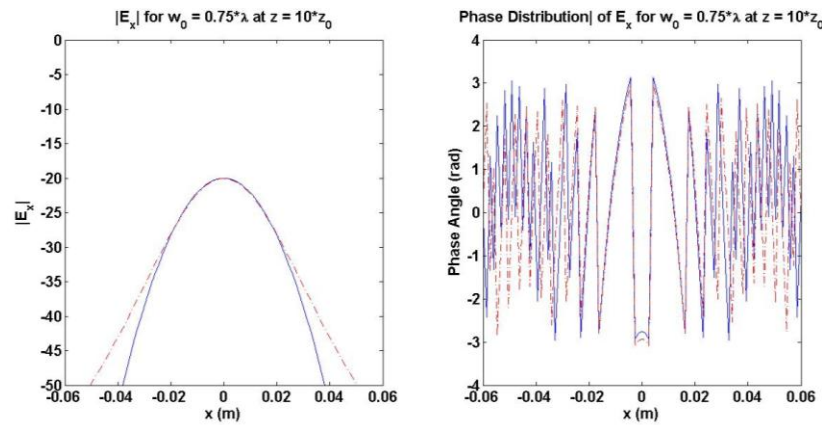 |E_x| for w_0 = 0.75*λ at z = 10*z_0
0
-5
-10
-15
-20
-25
-30
-35
-40
-45
-50
|E_x|
-0.06 -0.04 -0.02 0 0.02 0.04 0.06
x (m)
Phase Distribution| of E_x for w_0 = 0.75*λ at z = 10*z_0
4
3
2
1
0
-1
-2
-3
-4
Phase Angle (rad)
-0.06 -0.04 -0.02 0 0.02 0.04 0.06
x (m)